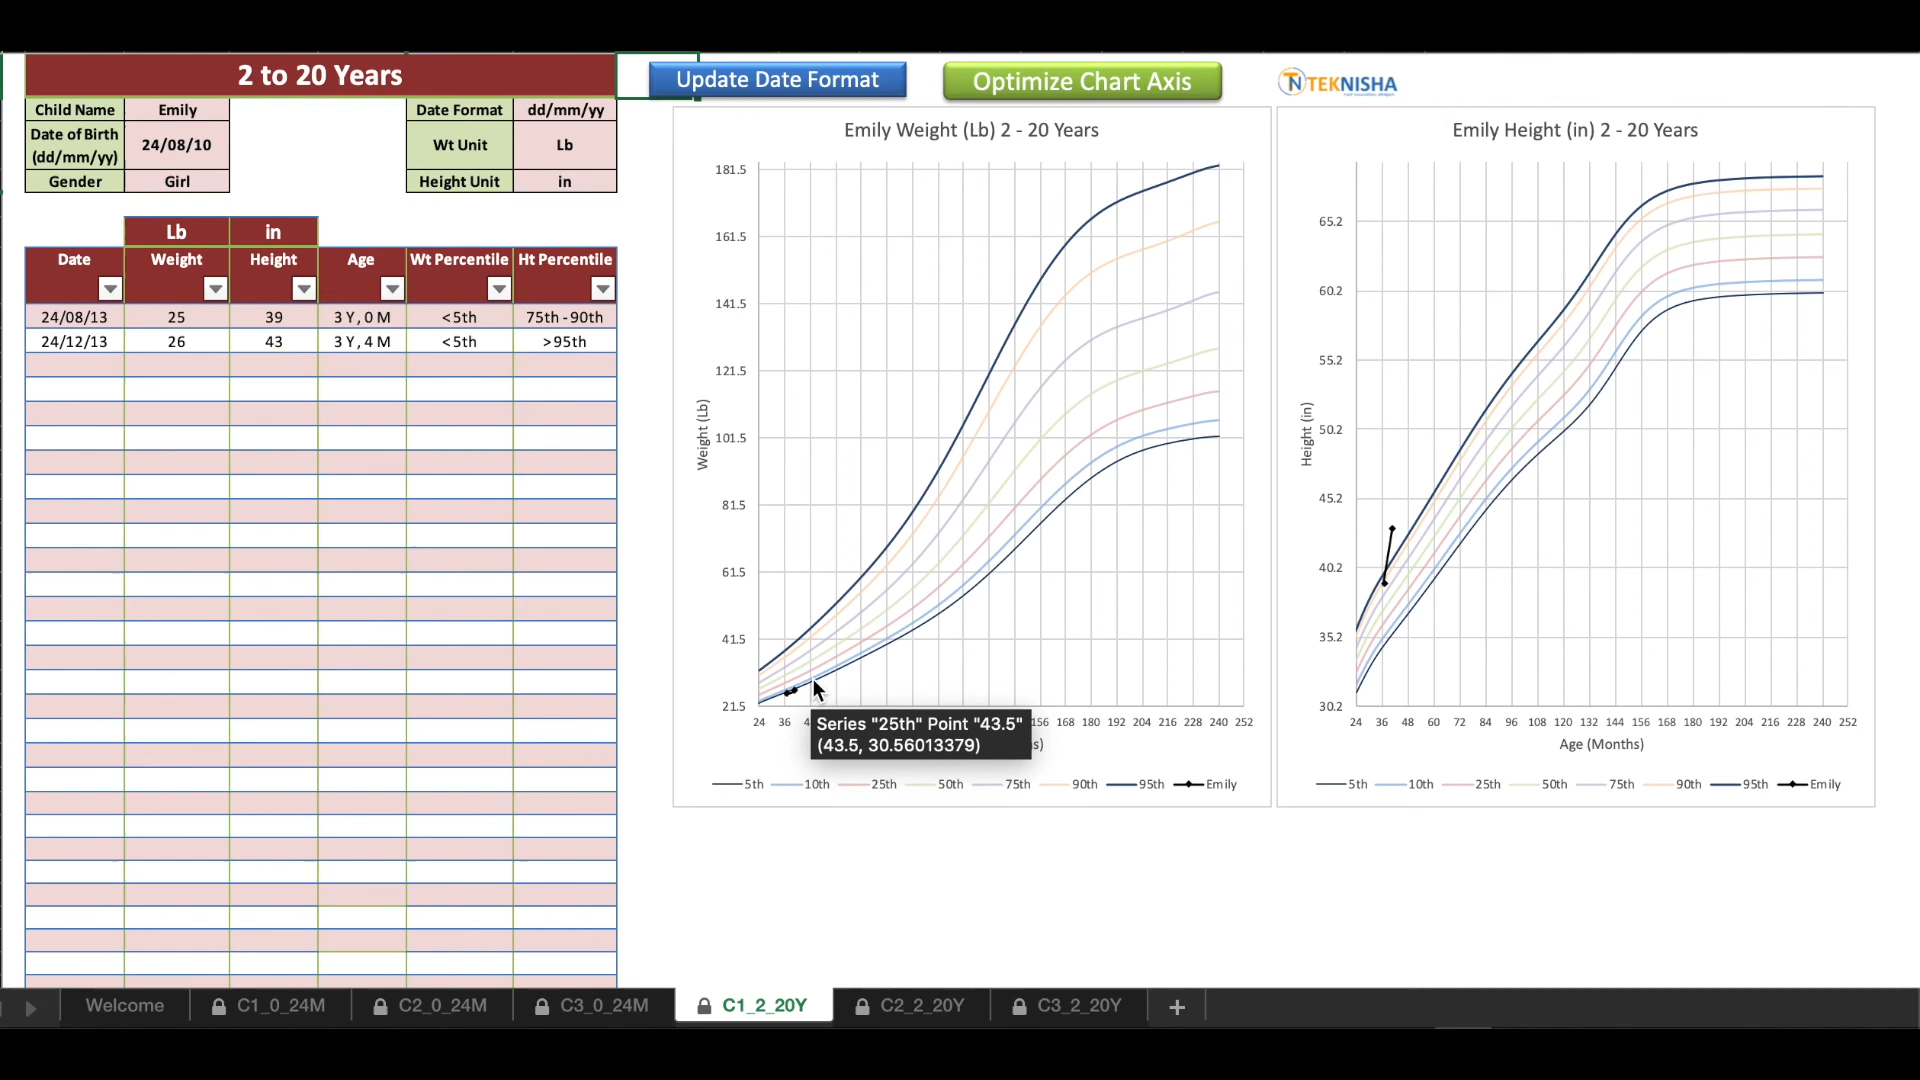 2 to 20 Years
Update Date Format
Optimize Chart Axis
TEKNISHA
Child Name Emily
Date Format dd/mm/yy
Date of Birth
(dd/mm/yy)
24/08/10
Wt Unit Lb
Gender Girl
Height Unit in
Lb in
Date Weight Height Age Wt Percentile Ht Percentile
24/08/13 25 39 3 Y , 0 M <5th 75th - 90th
24/12/13 26 43 3 Y , 4 M <5th >95th
Emily Weight (Lb) 2 - 20 Years
181.5
161.5
141.5
121.5
101.5
81.5
61.5
41.5
21.5
Weight (Lb)
24 36 4 156 168 180 192 204 216 228 240 252
Series "25th" Point "43.5"
(43.5, 30.56013379)
5th 10th 25th 50th 75th 90th 95th Emily
Emily Height (in) 2 - 20 Years
65.2
60.2
55.2
50.2
45.2
40.2
35.2
30.2
Height (in)
24 36 48 60 72 84 96 108 120 132 144 156 168 180 192 204 216 228 240 252
Age (Months)
5th 10th 25th 50th 75th 90th 95th Emily
Welcome C1_0_24M C2_0_24M C3_0_24M C1_2_20Y C2_2_20Y C3_2_20Y +